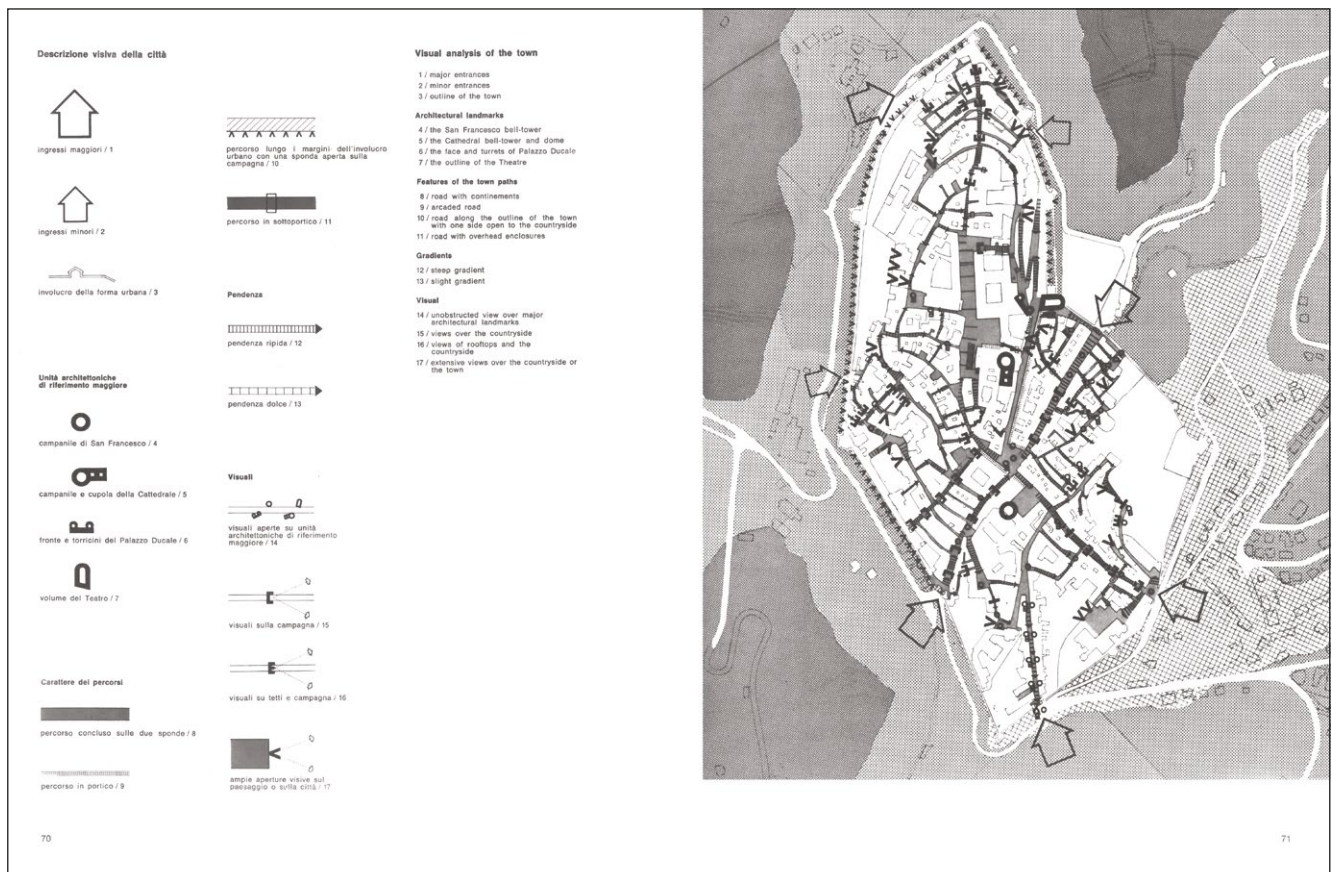 Descrizione visiva della città
ingressi maggiori / 1
ingressi minori / 2
involucro della forma urbana / 3
Unità architettoniche
di riferimento maggiore
campanile di San Francesco / 4
campanile e cupola della Cattedrale / 5
fronte e torricini del Palazzo Ducale / 6
volume del Teatro / 7
Carattere dei percorsi
percorso concluso sulle due sponde / 8
percorso in portico / 9
percorso lungo i margini dell'involucro
urbano con una sponda aperta sulla
campagna / 10
percorso in sottoportico / 11
Pendenza
pendenza ripida / 12
pendenza dolce / 13
Visuali
visuali aperte su unità
architettoniche di riferimento
maggiore / 14
visuali sulla campagna / 15
visuali su tetti e campagna / 16
ampie aperture visive sul
paesaggio o sulla città / 17
Visual analysis of the town
1 / major entrances
2 / minor entrances
3 / outline of the town
Architectural landmarks
4 / the San Francesco bell-tower
5 / the Cathedral bell-tower and dome
6 / the face and turrets of Palazzo Ducale
7 / the outline of the Theatre
Features of the town paths
8 / road with confinements
9 / arcaded road
10 / road along the outline of the town
with one side open to the countryside
11 / road with overhead enclosures
Gradients
12 / steep gradient
13 / slight gradient
Visual
14 / unobstructed view over major
architectural landmarks
15 / views over the countryside
16 / views of rooftops and the
countryside
17 / extensive views over the countryside or
the town
70
71